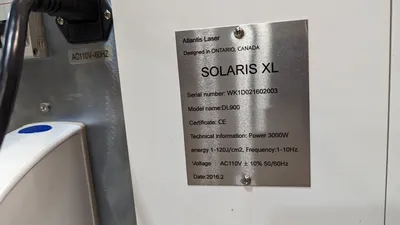 AC110V~60HZ
Atlantis Laser
Designed in ONTARIO, CANADA
SOLARIS XL
Serial number: WK1D021602003
Model name:DL900
Certificate: CE
Technical information: Power 3000W
energy 1-120J/cm2, Frequency:1-10Hz.
Voltage : AC110V ± 10% 50/60Hz
Date:2016.2